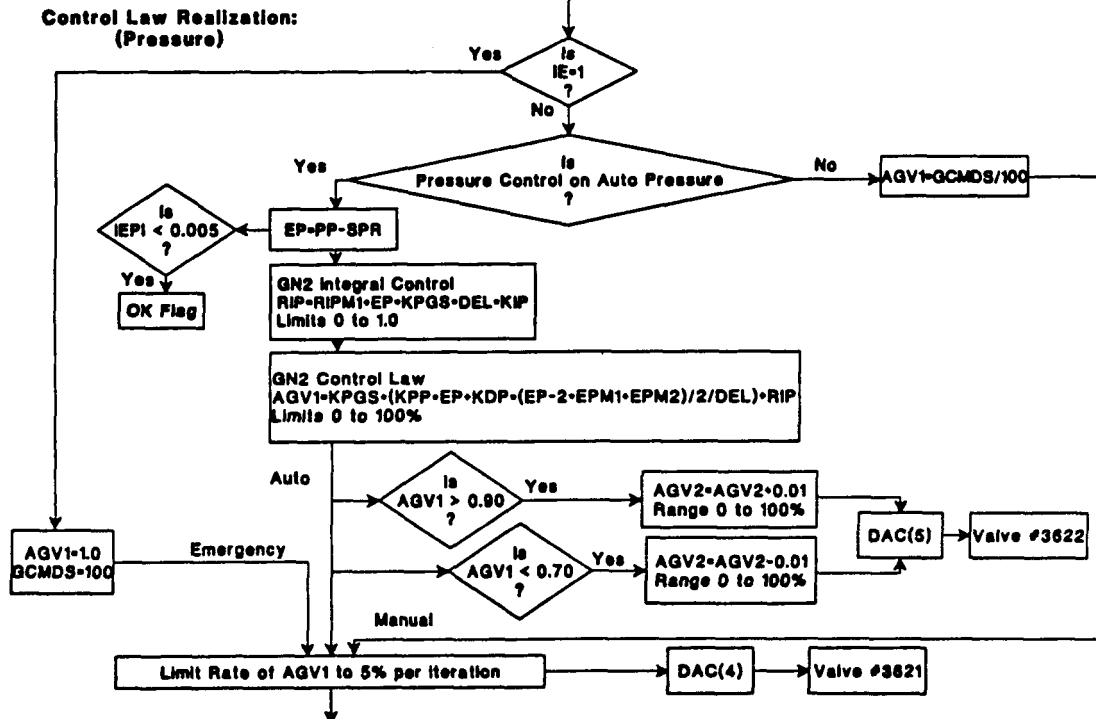 Control Law Realization:
(Pressure)
Yes
Is
IE=1
?
No
Is
Pressure Control on Auto Pressure
?
Yes
No
AGV1=GCMDS/100
Is
IEPI < 0.005
?
Yes
OK Flag
EP=PP-SPR
GN2 Integral Control
RIP=RIPM1+EP*KPGS*DEL*KIP
Limits 0 to 1.0
GN2 Control Law
AGV1=KPGS*(KPP*EP+KDP*(EP-2*EPM1+EPM2)/2/DEL)+RIP
Limits 0 to 100%
Auto
Is
AGV1 > 0.90
?
Yes
AGV2=AGV2+0.01
Range 0 to 100%
DAC(5)
Valve #3622
Is
AGV1 < 0.70
?
Yes
AGV2=AGV2-0.01
Range 0 to 100%
AGV1=1.0
GCMDS=100
Emergency
Manual
Limit Rate of AGV1 to 5% per iteration
DAC(4)
Valve #3621